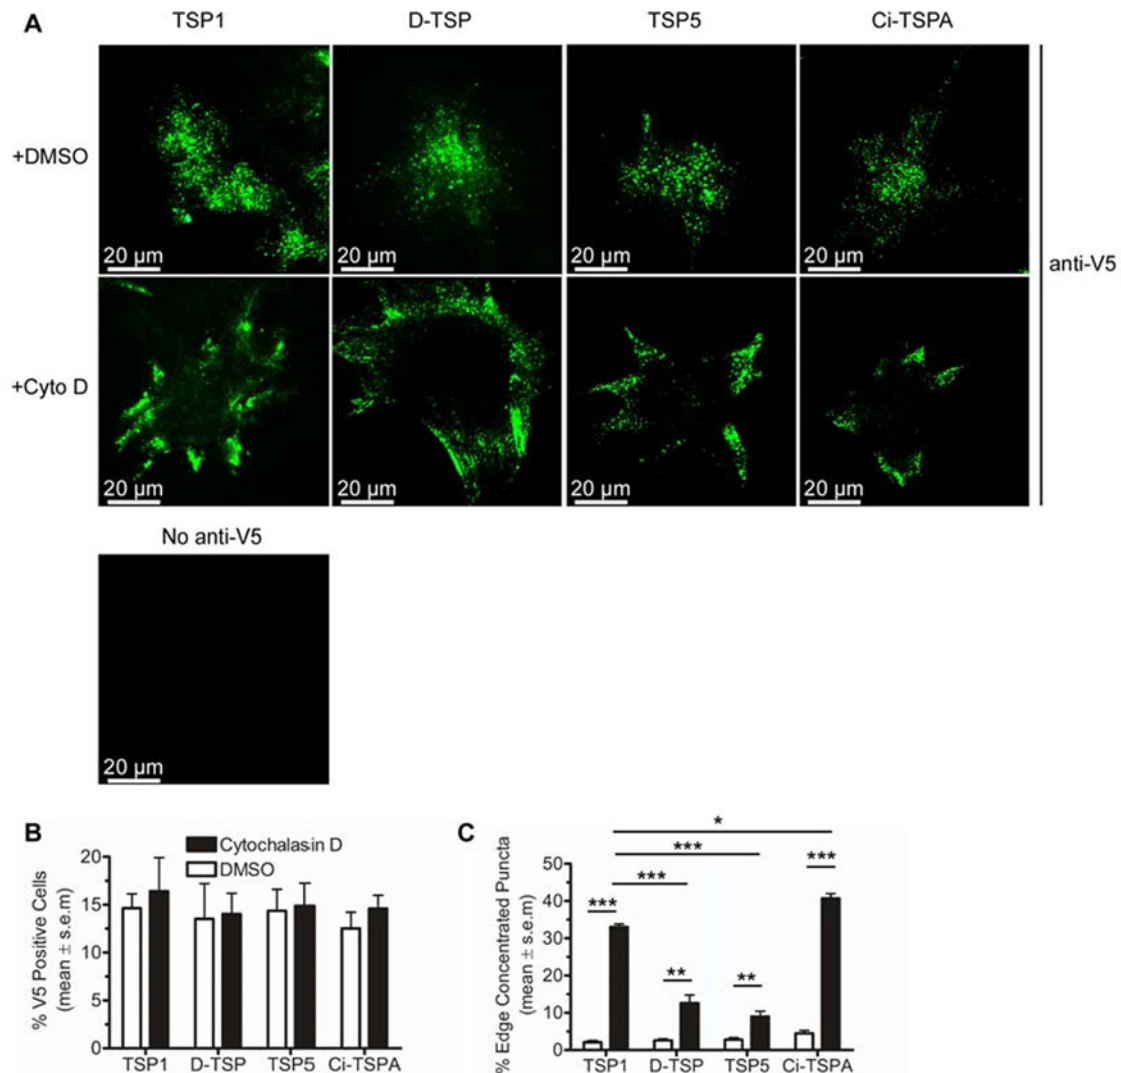 A
TSP1 D-TSP TSP5 Ci-TSPA
+DMSO
20 µm 20 µm 20 µm 20 µm
anti-V5
+Cyto D
20 µm 20 µm 20 µm 20 µm
No anti-V5
20 µm
B
Cytochalasin D
DMSO
% V5 Positive Cells
(mean ± s.e.m)
20
15
10
5
0
TSP1 D-TSP TSP5 Ci-TSPA
C
*
***
***
***
***
**
**
% Edge Concentrated Puncta
(mean ± s.e.m)
50
40
30
20
10
0
TSP1 D-TSP TSP5 Ci-TSPA